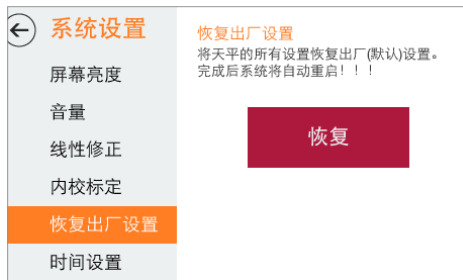 系统设置
屏幕亮度
音量
线性修正
内校标定
恢复出厂设置
时间设置
恢复出厂设置
将天平的所有设置恢复出厂(默认)设置。
完成后系统将自动重启！！！
恢复